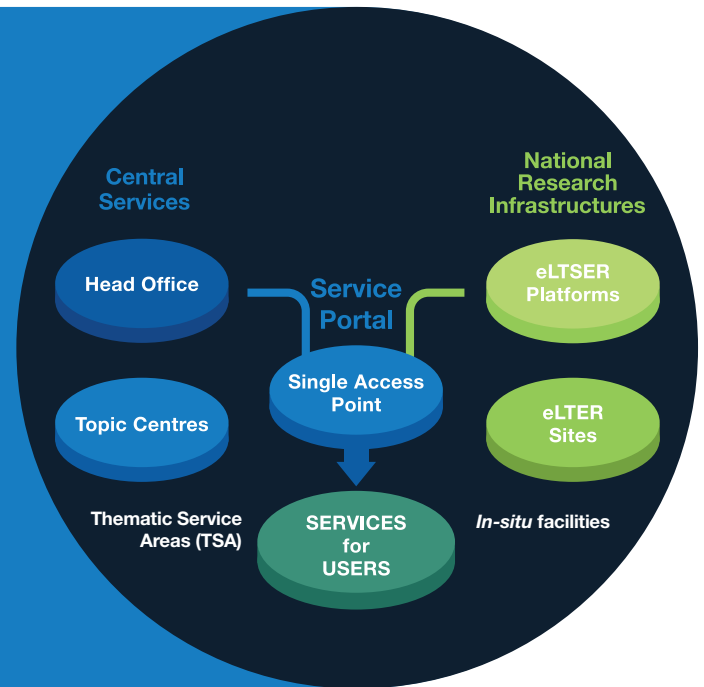 Central
Services
Head Office
Topic Centres
Thematic Service
Areas (TSA)
Service
Portal
Single Access
Point
SERVICES
for
USERS
National
Research
Infrastructures
eLTSER
Platforms
eLTER
Sites
In-situ facilities